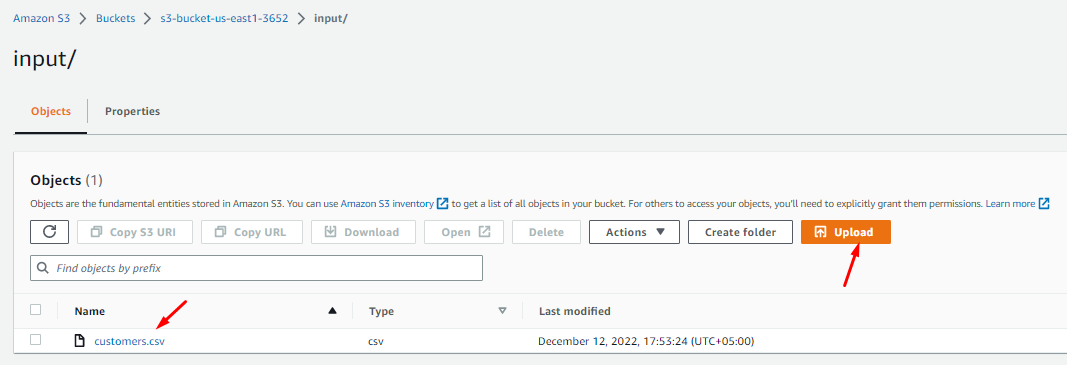 Amazon S3 > Buckets > s3-bucket-us-east1-3652 > input/
input/
Objects Properties
Objects (1)
Objects are the fundamental entities stored in Amazon S3. You can use Amazon S3 inventory to get a list of all objects in your bucket. For others to access your objects, you'll need to explicitly grant them permissions. Learn more
Copy S3 URI Copy URL Download Open Delete Actions Create folder Upload
Find objects by prefix
Name Type Last modified
customers.csv csv December 12, 2022, 17:53:24 (UTC+05:00)